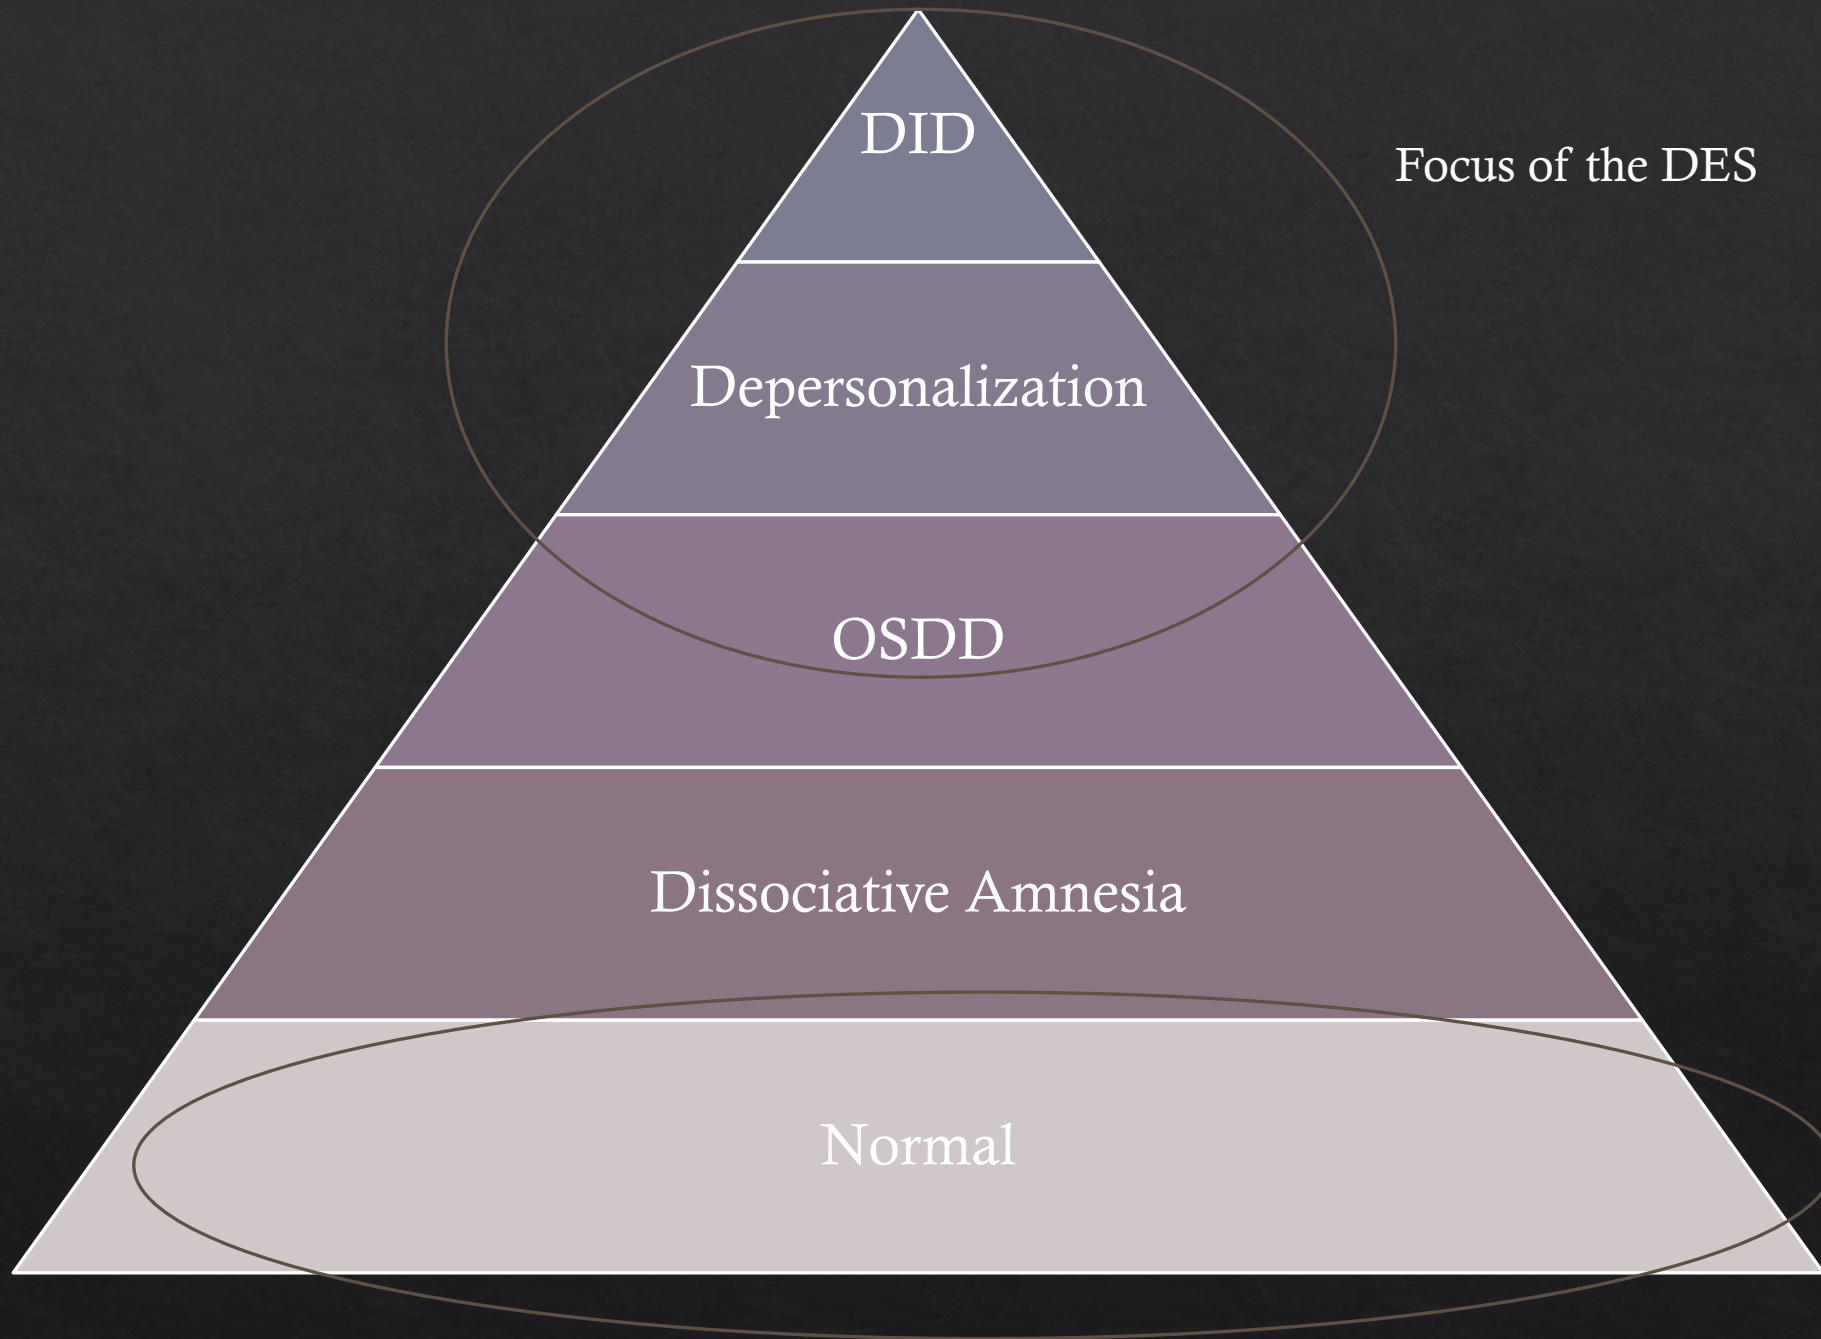 DID
Focus of the DES
Depersonalization
OSDD
Dissociative Amnesia
Normal